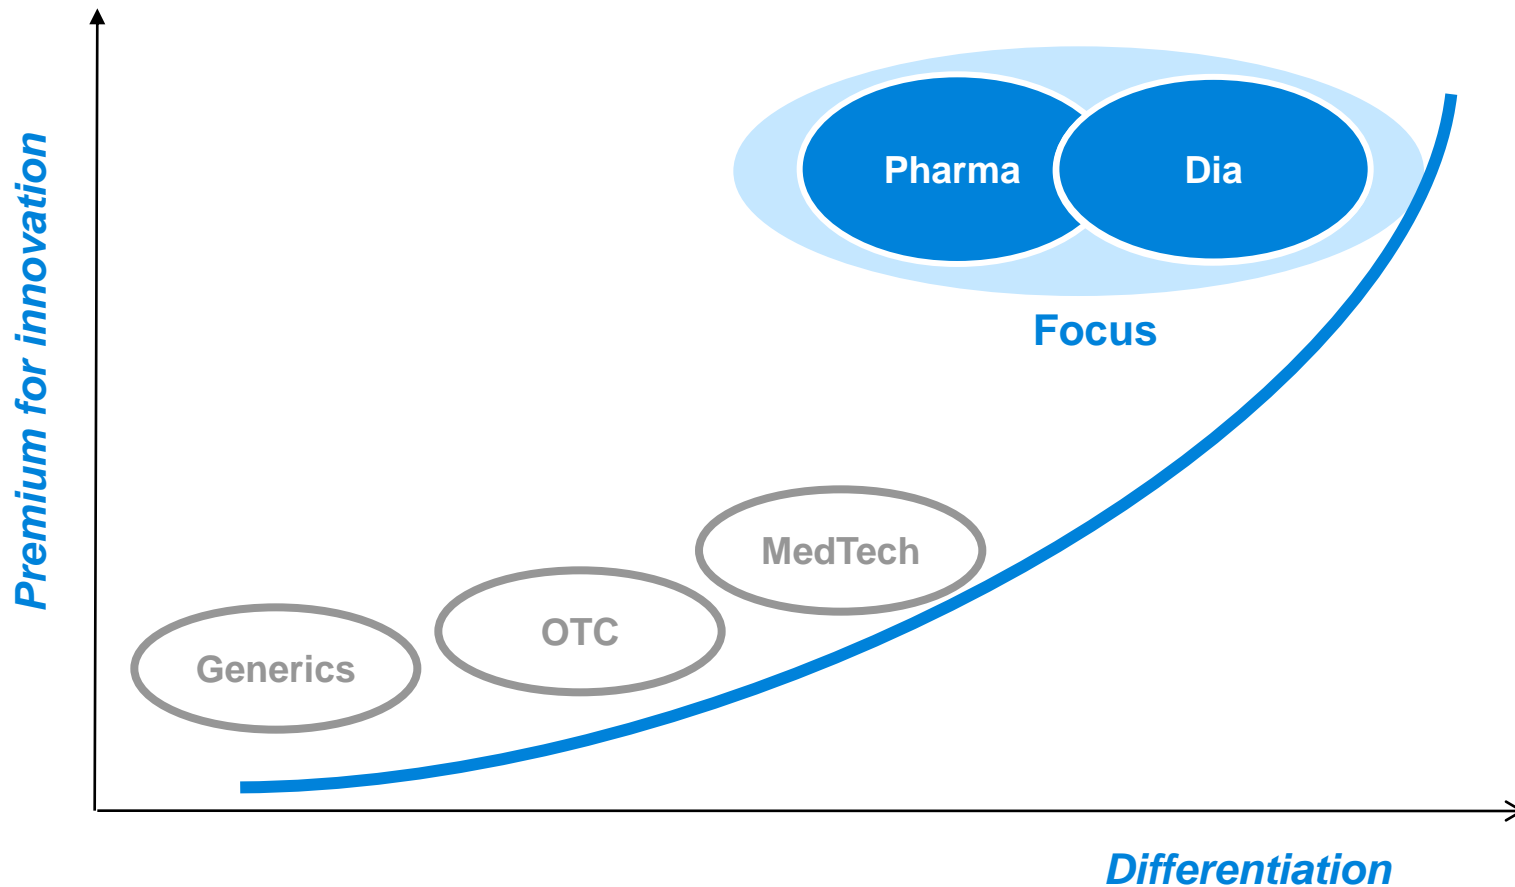 Premium for innovation
Pharma
Dia
Focus
MedTech
OTC
Generics
Differentiation